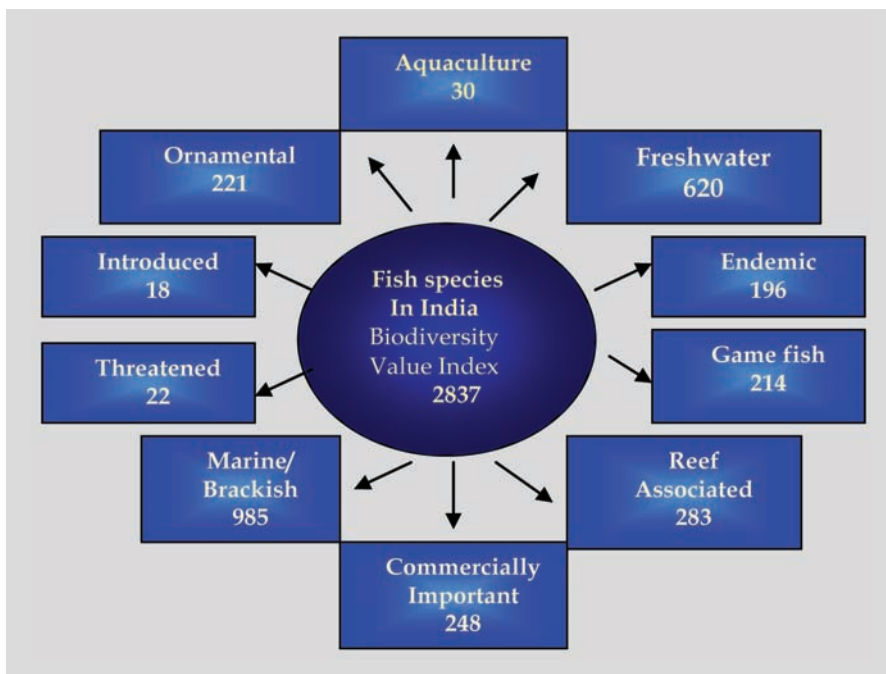 Aquaculture
30
Ornamental
221
Freshwater
620
Introduced
18
Fish species
In India
Biodiversity
Value Index
2837
Endemic
196
Threatened
22
Game fish
214
Marine/
Brackish
985
Reef
Associated
283
Commercially
Important
248